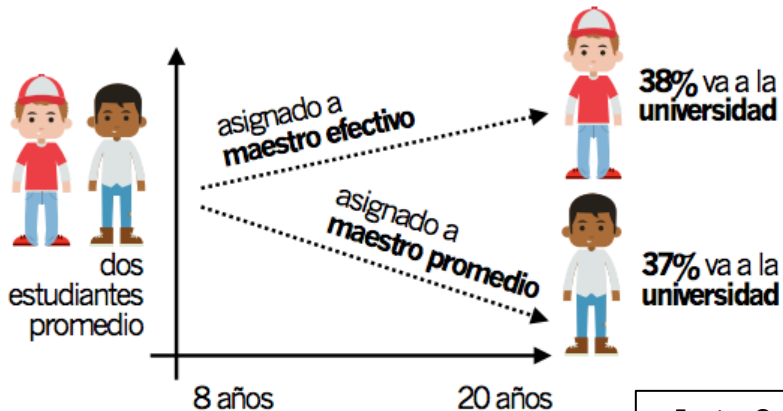 asignado a
maestro efectivo
38% va a la
universidad
asignado a
maestro promedio
dos
estudiantes
promedio
37% va a la
universidad
8 años
20 años